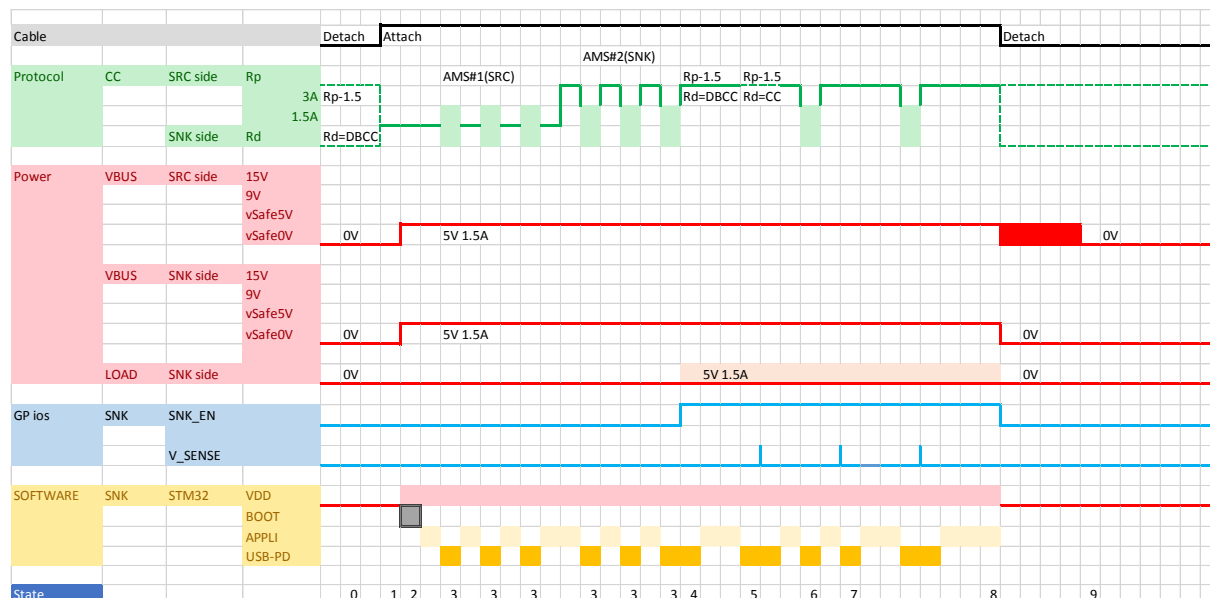 Cable Detach Attach Detach
AMS#2(SNK)
Protocol CC SRC side Rp AMS#1(SRC) Rp-1.5 Rp-1.5
3A Rp-1.5 Rd=DBCC Rd=CC
1.5A
SNK side Rd Rd=DBCC
Power VBUS SRC side 15V
9V
vSafe5V
vSafe0V 0V 5V 1.5A 0V
VBUS SNK side 15V
9V
vSafe5V
vSafe0V 0V 5V 1.5A 0V
LOAD SNK side 0V 5V 1.5A 0V
GP ios SNK SNK_EN
V_SENSE
SOFTWARE SNK STM32 VDD
BOOT
APPLI
USB-PD
State 0 1 2 3 3 3 3 3 3 4 5 6 7 8 9